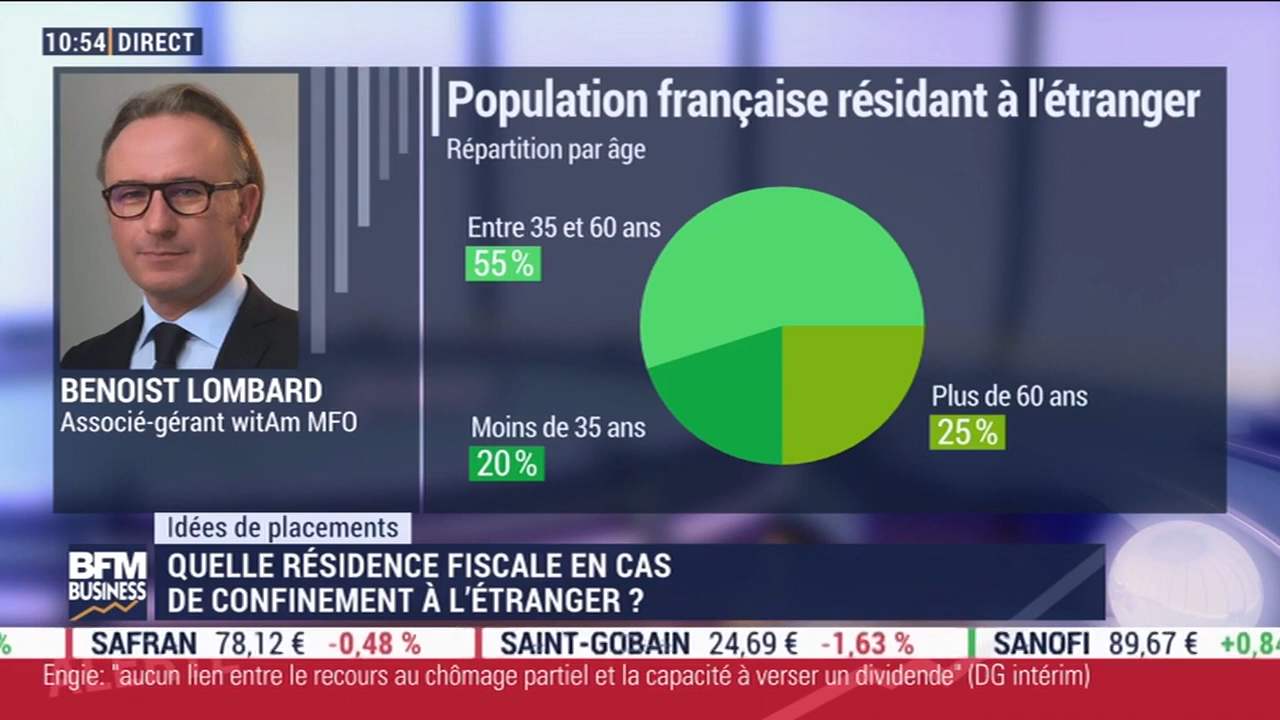 10:54 DIRECT
Population française résidant à l'étranger
Répartition par âge
Entre 35 et 60 ans
55 %
Moins de 35 ans
20 %
Plus de 60 ans
25 %
BENOIST LOMBARD
Associé-gérant witAm MFO
Idées de placements
BFM
BUSINESS
QUELLE RÉSIDENCE FISCALE EN CAS
DE CONFINEMENT À L'ÉTRANGER ?
% SAFRAN 78,12 € -0,48 % SAINT-GOBAIN 24,69 € -1,63 % SANOFI 89,67 € +0,84
Engie: "aucun lien entre le recours au chômage partiel et la capacité à verser un dividende" (DG intérim)